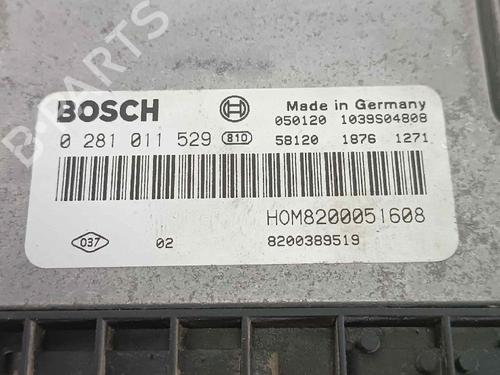 B-PARTS
BOSCH
Made in Germany
050120 1039S04808
0 281 011 529 810 58120 1876 1271
HOM8200051608
037 02 8200389519